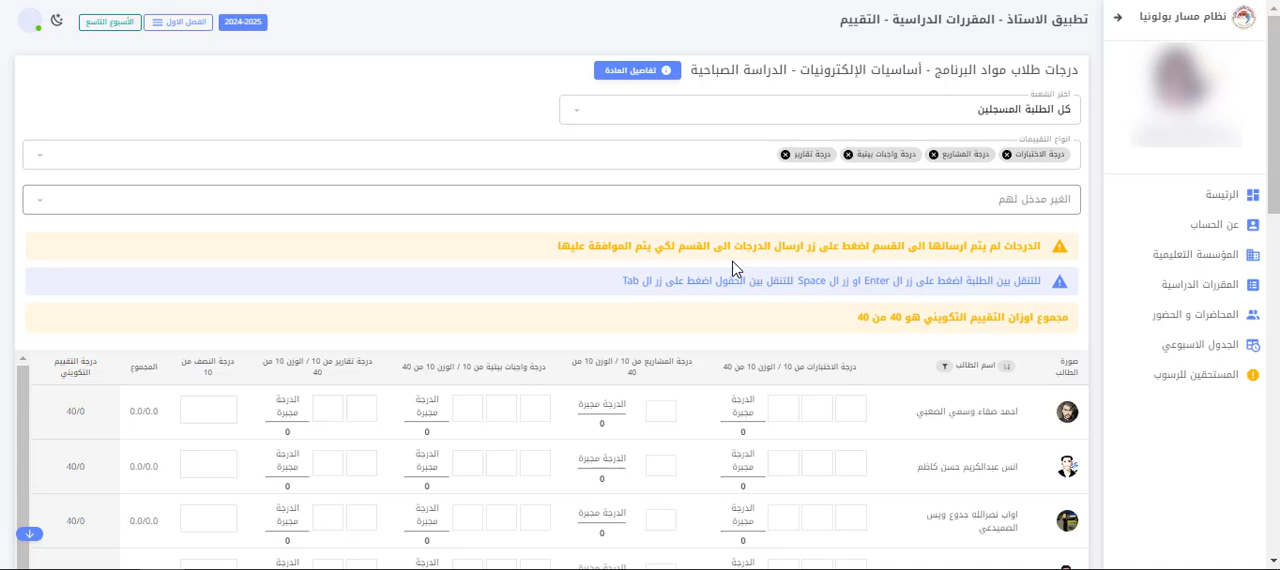 نظام مسار بولونيا
تطبيق الاستاذ - المقررات الدراسية - التقييم
2024-2025
الفصل الاول
الأسبوع التاسع
الرئيسة
عن الحساب
المؤسسة التعليمية
المقررات الدراسية
المحاضرات و الحضور
الجدول الاسبوعي
المستحقين للرسوب
درجات طلاب مواد البرنامج - أساسيات الإلكترونيات - الدراسة الصباحية
تفاصيل المادة
اختر الشعبة
كل الطلبة المسجلين
انواع التقييمات
درجة الاختبارات درجة المشاريع درجة واجبات بيتية درجة تقارير
الغير مدخل لهم
الدرجات لم يتم ارسالها الى القسم اضغط على زر ارسال الدرجات الى القسم لكي يتم الموافقة عليها
للتنقل بين الطلبة اضغط على زر ال Enter او زر ال Space للتنقل بين الحقول اضغط على زر ال Tab
مجموع اوزان التقييم التكويني هو 40 من 40
صورة الطالب اسم الطالب درجة الاختبارات من 10 / الوزن 10 من 40 درجة المشاريع من 10 / الوزن 10 من 40 درجة واجبات بيتية من 10 / الوزن 10 من 40 درجة تقارير من 10 / الوزن 10 من 40 درجة النصف من 10 المجموع درجة التقييم التكويني
احمد صفاء وسمي الصعبي الدرجة مجبرة 0 الدرجة مجبرة 0 الدرجة مجبرة 0 الدرجة مجبرة 0 0.0/0.0 40/0
انس عبدالكريم حسن كاظم الدرجة مجبرة 0 الدرجة مجبرة 0 الدرجة مجبرة 0 الدرجة مجبرة 0 0.0/0.0 40/0
اواب نصرالله جدوع ويس الصميدعي الدرجة مجبرة 0 الدرجة مجبرة 0 الدرجة مجبرة 0 الدرجة مجبرة 0 0.0/0.0 40/0
الدرجة الدرجة مجبرة الدرجة الدرجة